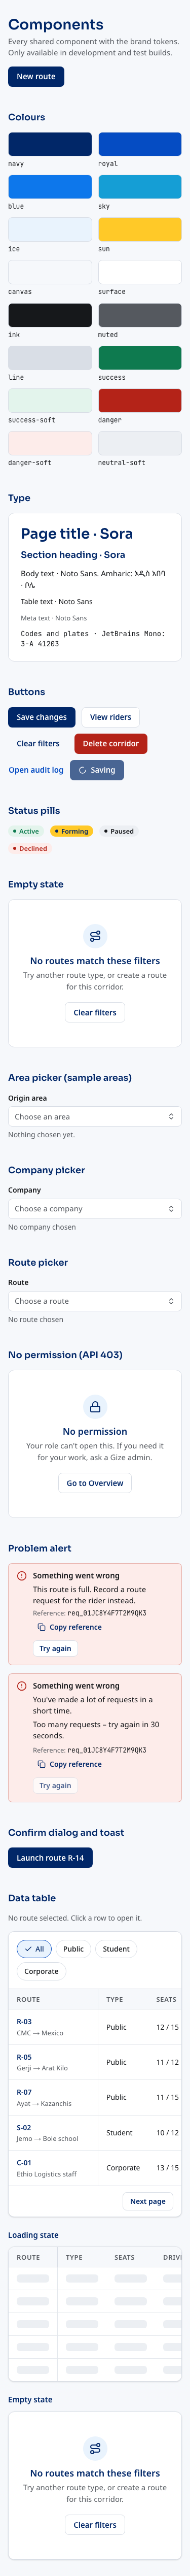 Components
Every shared component with the brand tokens.
Only available in development and test builds.
New route
Colours
navy
royal
blue
sky
ice
sun
canvas
surface
ink
muted
line
success
success-soft
danger
danger-soft
neutral-soft
Type
Page title · Sora
Section heading · Sora
Body text · Noto Sans. Amharic: አዲስ አበባ
· ቦሌ
Table text · Noto Sans
Meta text · Noto Sans
Codes and plates · JetBrains Mono:
3-A 41203
Buttons
Save changes
View riders
Clear filters
Delete corridor
Open audit log
Saving
Status pills
Active
Forming
Paused
Declined
Empty state
No routes match these filters
Try another route type, or create a route
for this corridor.
Clear filters
Area picker (sample areas)
Origin area
Choose an area
Nothing chosen yet.
Company picker
Company
Choose a company
No company chosen
Route picker
Route
Choose a route
No route chosen
No permission (API 403)
No permission
Your role can't open this. If you need it
for your work, ask a Gize admin.
Go to Overview
Problem alert
Something went wrong
This route is full. Record a route
request for the rider instead.
Reference: req_01JC8Y4F7T2M9QK3
Copy reference
Try again
Something went wrong
You've made a lot of requests in a
short time.
Too many requests – try again in 30
seconds.
Reference: req_01JC8Y4F7T2M9QK3
Copy reference
Try again
Confirm dialog and toast
Launch route R-14
Data table
No route selected. Click a row to open it.
All
Public
Student
Corporate
ROUTE TYPE SEATS
R-03
CMC → Mexico
Public 12 / 15
R-05
Gerji → Arat Kilo
Public 11 / 12
R-07
Ayat → Kazanchis
Public 11 / 15
S-02
Jemo → Bole school
Student 10 / 12
C-01
Ethio Logistics staff
Corporate 13 / 15
Next page
Loading state
ROUTE TYPE SEATS DRIV
Empty state
No routes match these filters
Try another route type, or create a route
for this corridor.
Clear filters